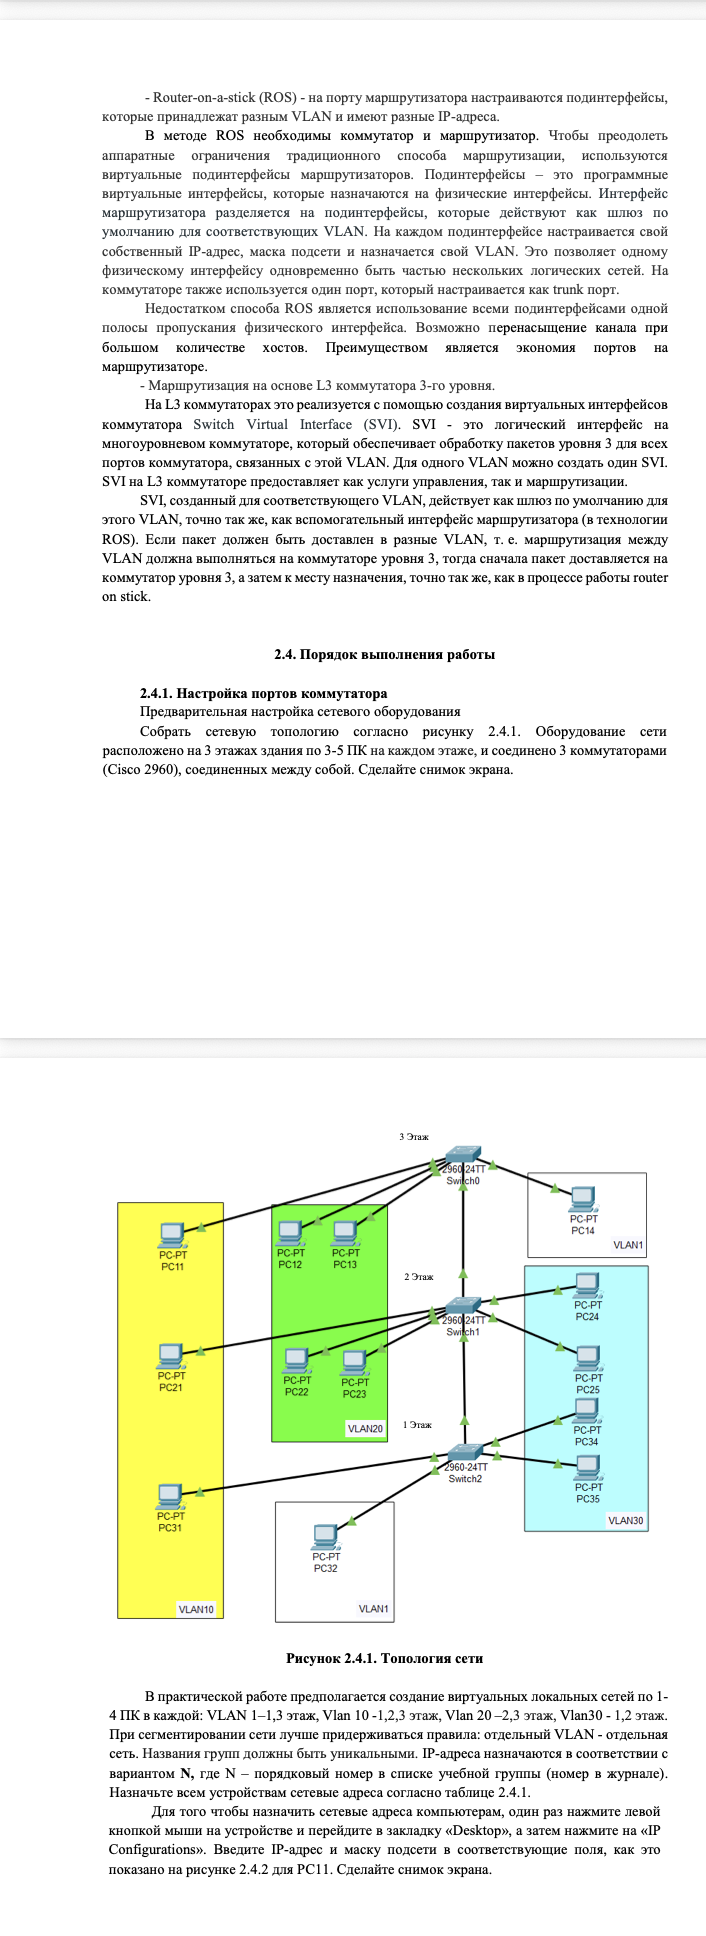 - Router-on-a-stick (ROS) - на порту маршрутизатора настраиваются подинтерфейсы,
которые принадлежат разным VLAN и имеют разные IP-адреса.
В методе ROS необходимы коммутатор и маршрутизатор. Чтобы преодолеть
аппаратные ограничения традиционного способа маршрутизации, используются
виртуальные подинтерфейсы маршрутизаторов. Подинтерфейсы – это программные
виртуальные интерфейсы, которые назначаются на физические интерфейсы. Интерфейс
маршрутизатора разделяется на подинтерфейсы, которые действуют как шлюз по
умолчанию для соответствующих VLAN. На каждом подинтерфейсе настраивается свой
собственный IP-адрес, маска подсети и назначается свой VLAN. Это позволяет одному
физическому интерфейсу одновременно быть частью нескольких логических сетей. На
коммутаторе также используется один порт, который настраивается как trunk порт.
Недостатком способа ROS является использование всеми подинтерфейсами одной
полосы пропускания физического интерфейса. Возможно перенасыщение канала при
большом количестве хостов. Преимуществом является экономия портов на
маршрутизаторе.
- Маршрутизация на основе L3 коммутатора 3-го уровня.
На L3 коммутаторах это реализуется с помощью создания виртуальных интерфейсов
коммутатора Switch Virtual Interface (SVI). SVI - это логический интерфейс на
многоуровневом коммутаторе, который обеспечивает обработку пакетов уровня 3 для всех
портов коммутатора, связанных с этой VLAN. Для одного VLAN можно создать один SVI.
SVI на L3 коммутаторе предоставляет как услуги управления, так и маршрутизации.
SVI, созданный для соответствующего VLAN, действует как шлюз по умолчанию для
этого VLAN, точно так же, как вспомогательный интерфейс маршрутизатора (в технологии
ROS). Если пакет должен быть доставлен в разные VLAN, т. е. маршрутизация между
VLAN должна выполняться на коммутаторе уровня 3, тогда сначала пакет доставляется на
коммутатор уровня 3, а затем к месту назначения, точно так же, как в процессе работы router
on stick.
2.4. Порядок выполнения работы
2.4.1. Настройка портов коммутатора
Предварительная настройка сетевого оборудования
Собрать сетевую топологию согласно рисунку 2.4.1. Оборудование сети
расположено на 3 этажах здания по 3-5 ПК на каждом этаже, и соединено 3 коммутаторами
(Cisco 2960), соединенных между собой. Сделайте снимок экрана.
3 Этаж
2960-24TT
Switch0
PC-PT
PC14
VLAN1
PC-PT
PC11
PC-PT
PC12
PC-PT
PC13
2 Этаж
2960-24TT
Switch1
PC-PT
PC24
PC-PT
PC21
PC-PT
PC22
PC-PT
PC23
PC-PT
PC25
VLAN20
1 Этаж
PC-PT
PC34
2960-24TT
Switch2
PC-PT
PC35
PC-PT
PC31
VLAN30
PC-PT
PC32
VLAN10
VLAN1
Рисунок 2.4.1. Топология сети
В практической работе предполагается создание виртуальных локальных сетей по 1-
4 ПК в каждой: VLAN 1–1,3 этаж, Vlan 10 -1,2,3 этаж, Vlan 20 –2,3 этаж, Vlan30 - 1,2 этаж.
При сегментировании сети лучше придерживаться правила: отдельный VLAN - отдельная
сеть. Названия групп должны быть уникальными. IP-адреса назначаются в соответствии с
вариантом N, где N – порядковый номер в списке учебной группы (номер в журнале).
Назначьте всем устройствам сетевые адреса согласно таблице 2.4.1.
Для того чтобы назначить сетевые адреса компьютерам, один раз нажмите левой
кнопкой мыши на устройстве и перейдите в закладку «Desktop», а затем нажмите на «IP
Configurations». Введите IP-адрес и маску подсети в соответствующие поля, как это
показано на рисунке 2.4.2 для PC11. Сделайте снимок экрана.